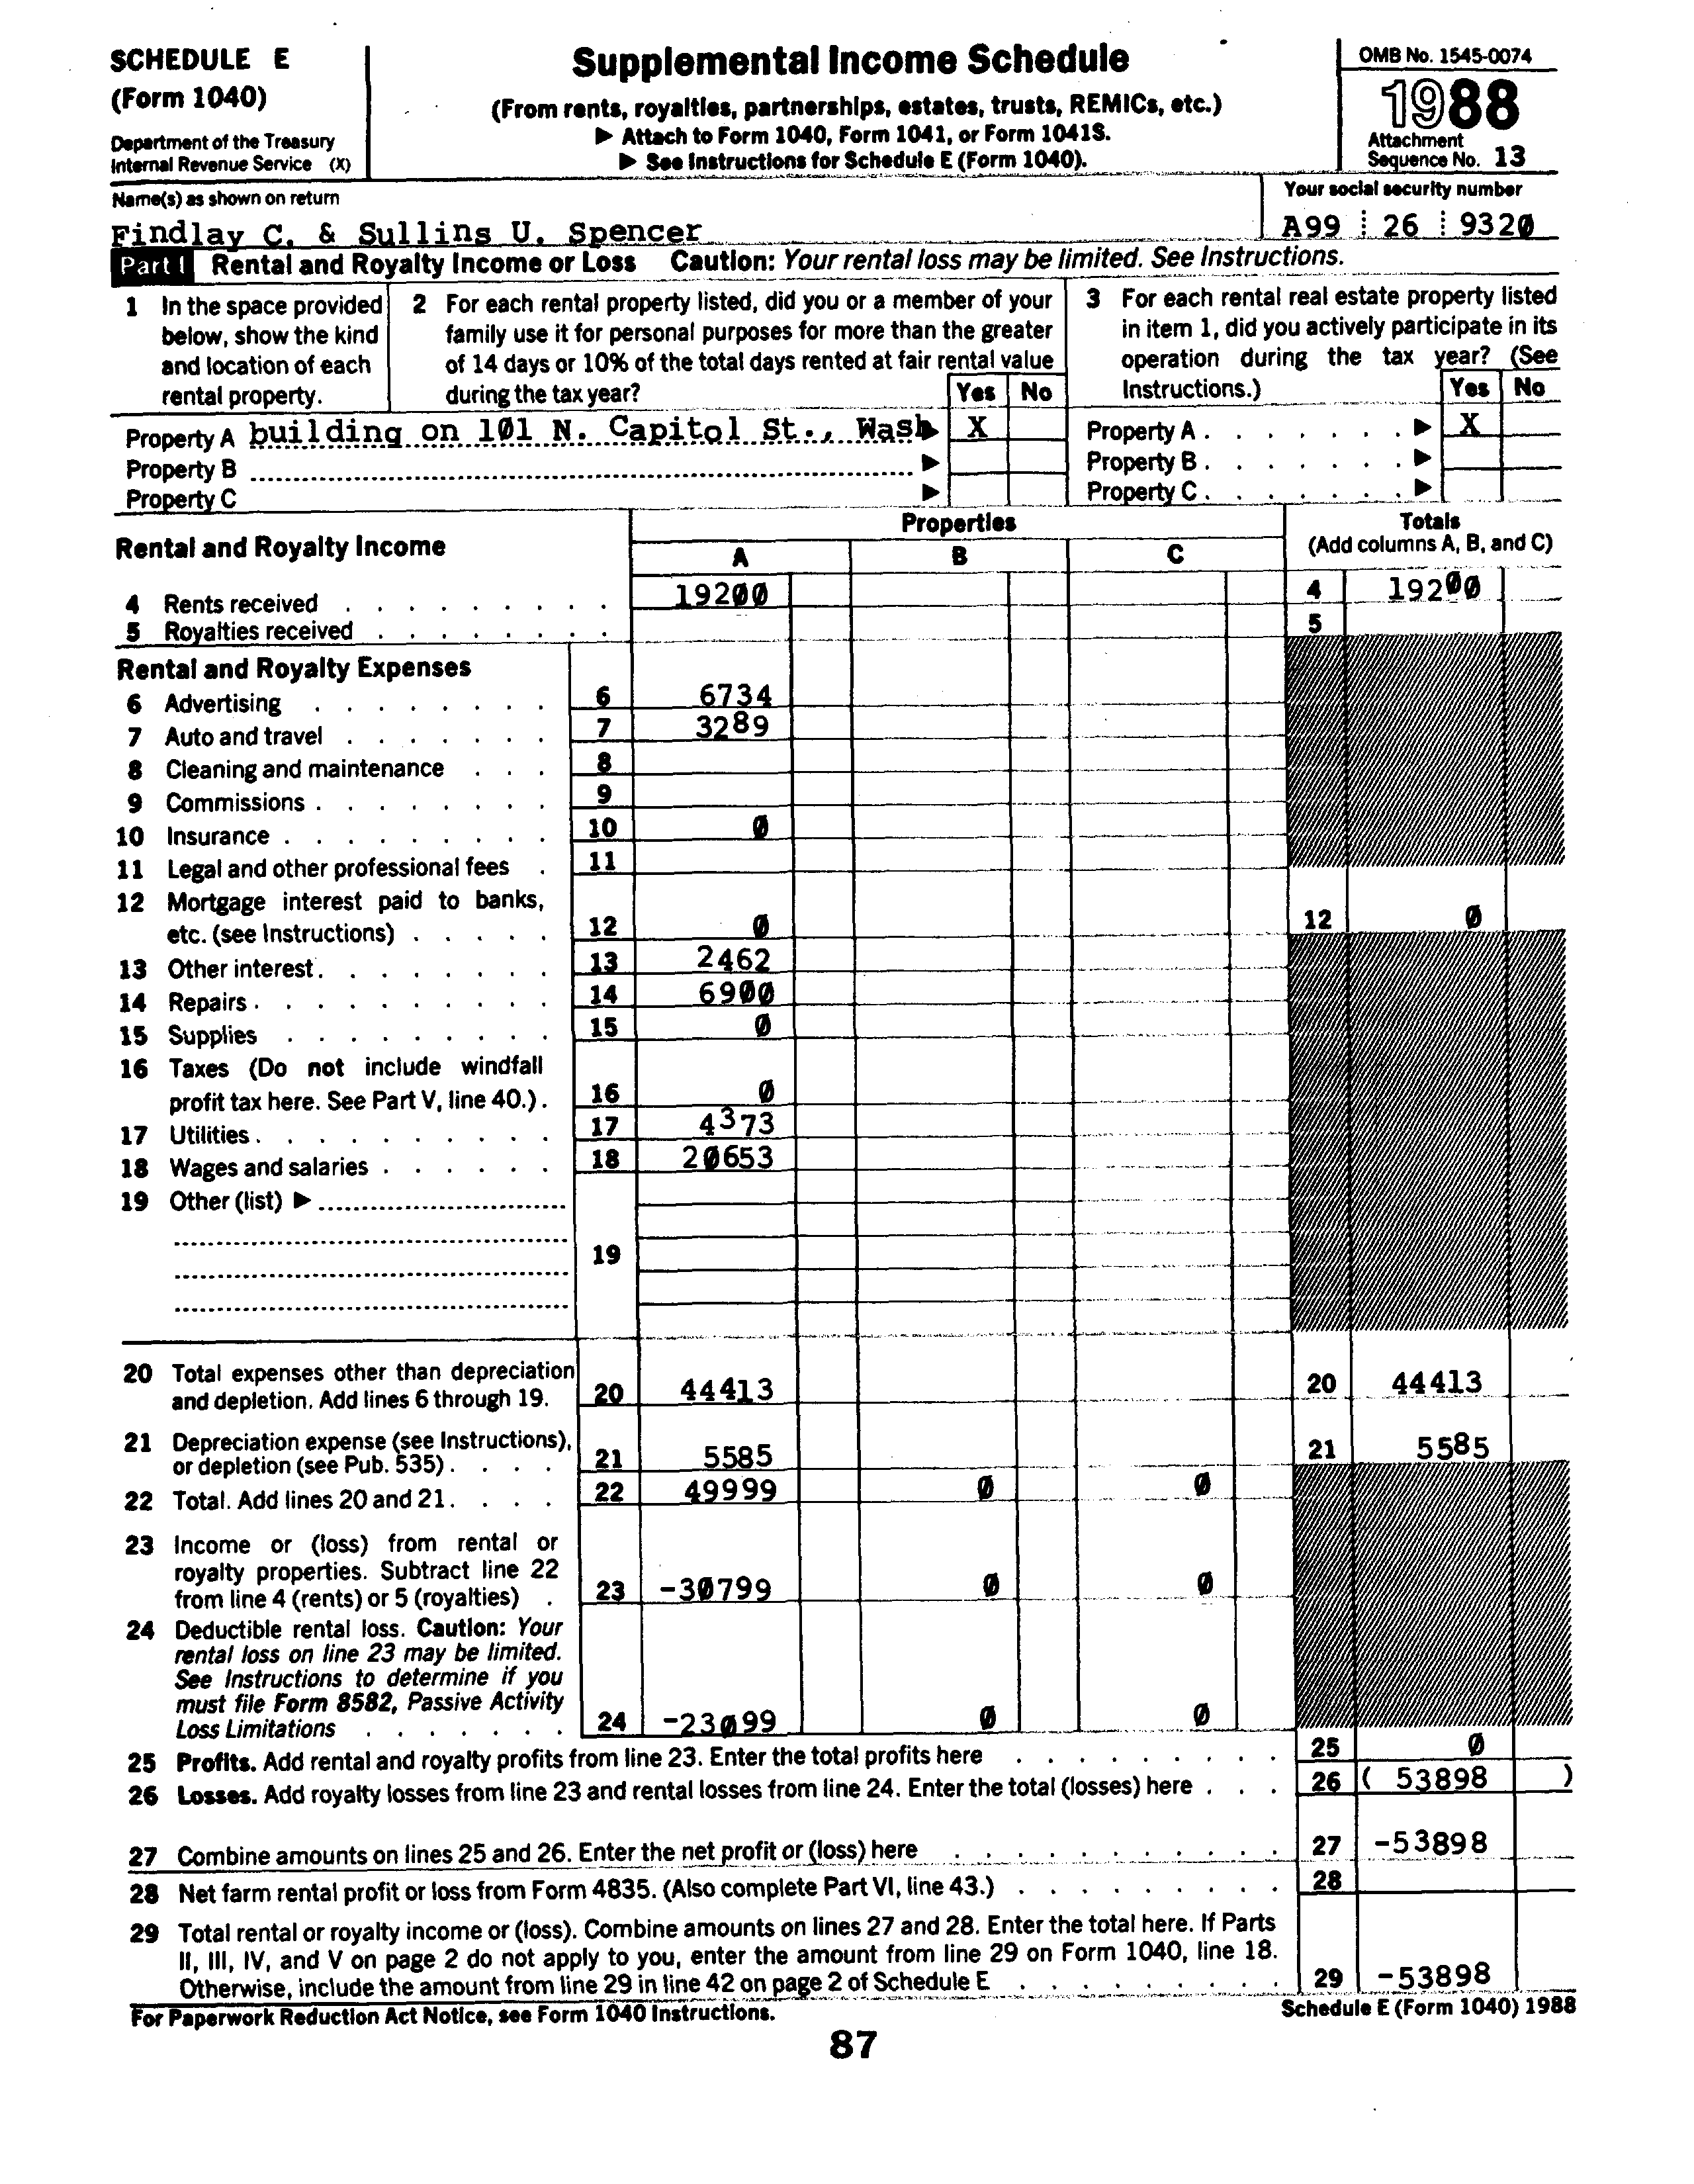 SCHEDULE E
(Form 1040)
Department of the Treasury
Internal Revenue Service (X)
Supplemental Income Schedule
(From rents, royalties, partnerships, estates, trusts, REMICs, etc.)
▶ Attach to Form 1040, Form 1041, or Form 1041S.
▶ See Instructions for Schedule E (Form 1040).
OMB No. 1545-0074
1988
Attachment
Sequence No. 13
Name(s) as shown on return
Findlay C. & Sullins U. Spencer
Your social security number
A99 26 9320
Part I Rental and Royalty Income or Loss Caution: Your rental loss may be limited. See Instructions.
1 In the space provided
below, show the kind
and location of each
rental property.
2 For each rental property listed, did you or a member of your
family use it for personal purposes for more than the greater
of 14 days or 10% of the total days rented at fair rental value
during the tax year? Yes No
3 For each rental real estate property listed
in item 1, did you actively participate in its
operation during the tax year? (See
Instructions.) Yes No
Property A building on 101 N. Capitol St., Wash ▶ X
Property B ▶
Property C ▶
Property A . . . . . . . ▶ X
Property B . . . . . . . ▶
Property C . . . . . . . ▶
Rental and Royalty Income
Properties
A B C
Totals
(Add columns A, B, and C)
4 Rents received . . . . . . . . . 19200 4 19200
5 Royalties received . . . . . . . . 5
Rental and Royalty Expenses
6 Advertising . . . . . . . . 6 6734
7 Auto and travel . . . . . . . 7 3289
8 Cleaning and maintenance . . . 8
9 Commissions . . . . . . . . 9
10 Insurance . . . . . . . . . 10 0
11 Legal and other professional fees . 11
12 Mortgage interest paid to banks,
etc. (see Instructions) . . . . . 12 0 12 0
13 Other interest . . . . . . . . 13 2462
14 Repairs . . . . . . . . . . 14 6900
15 Supplies . . . . . . . . . 15 0
16 Taxes (Do not include windfall
profit tax here. See Part V, line 40.) . 16 0
17 Utilities . . . . . . . . . . 17 4373
18 Wages and salaries . . . . . . 18 20653
19 Other (list) ▶
19
20 Total expenses other than depreciation
and depletion. Add lines 6 through 19. 20 44413 20 44413
21 Depreciation expense (see Instructions),
or depletion (see Pub. 535) . . . . 21 5585 21 5585
22 Total. Add lines 20 and 21. . . . . 22 49999 0 0
23 Income or (loss) from rental or
royalty properties. Subtract line 22
from line 4 (rents) or 5 (royalties) . 23 -30799 0 0
24 Deductible rental loss. Caution: Your
rental loss on line 23 may be limited.
See Instructions to determine if you
must file Form 8582, Passive Activity
Loss Limitations . . . . . . . 24 -23099 0 0
25 Profits. Add rental and royalty profits from line 23. Enter the total profits here . . . . . . . . . 25 0
26 Losses. Add royalty losses from line 23 and rental losses from line 24. Enter the total (losses) here . . . 26 ( 53898 )
27 Combine amounts on lines 25 and 26. Enter the net profit or (loss) here . . . . . . . . . . . 27 -53898
28 Net farm rental profit or loss from Form 4835. (Also complete Part VI, line 43.) . . . . . . . . . 28
29 Total rental or royalty income or (loss). Combine amounts on lines 27 and 28. Enter the total here. If Parts
II, III, IV, and V on page 2 do not apply to you, enter the amount from line 29 on Form 1040, line 18.
Otherwise, include the amount from line 29 in line 42 on page 2 of Schedule E . . . . . . . . . 29 -53898
For Paperwork Reduction Act Notice, see Form 1040 Instructions.
Schedule E (Form 1040) 1988
87